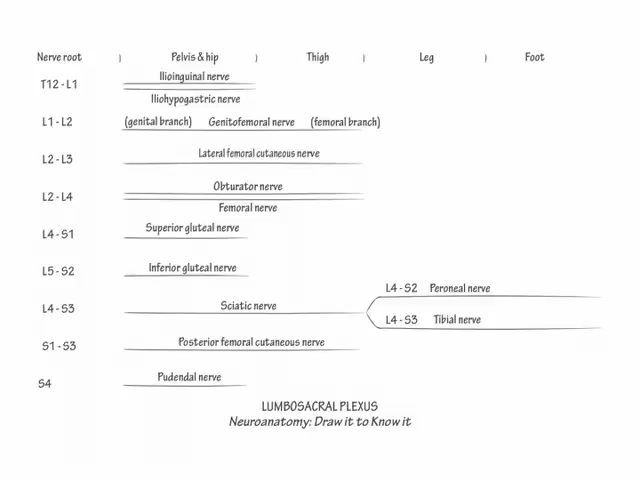 Nerve root | Pelvis & hip | Thigh | Leg | Foot
Ilioinguinal nerve
T12 - L1
Iliohypogastric nerve
L1 - L2 (genital branch) Genitofemoral nerve (femoral branch)
L2 - L3 Lateral femoral cutaneous nerve
Obturator nerve
L2 - L4
Femoral nerve
L4 - S1 Superior gluteal nerve
L5 - S2 Inferior gluteal nerve
L4 - S2 Peroneal nerve
L4 - S3 Sciatic nerve
L4 - S3 Tibial nerve
S1 - S3 Posterior femoral cutaneous nerve
S4 Pudendal nerve
LUMBOSACRAL PLEXUS
Neuroanatomy: Draw it to Know it